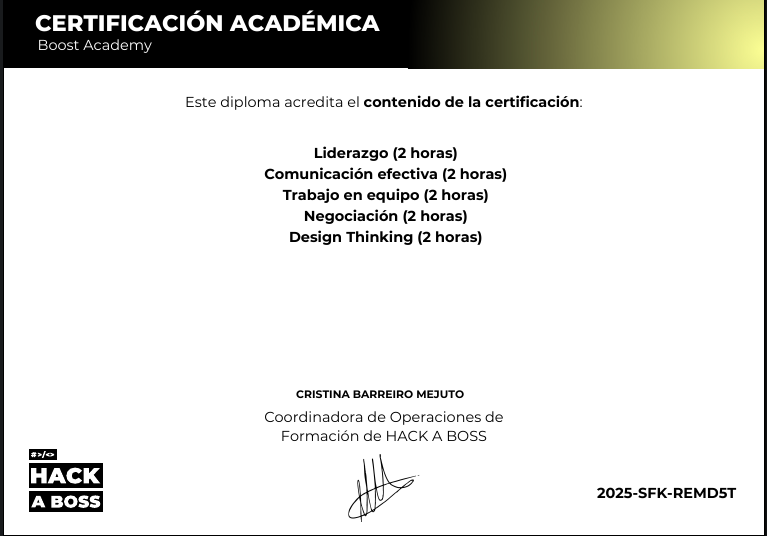 CERTIFICACIÓN ACADÉMICA
Boost Academy
Este diploma acredita el contenido de la certificación:
Liderazgo (2 horas)
Comunicación efectiva (2 horas)
Trabajo en equipo (2 horas)
Negociación (2 horas)
Design Thinking (2 horas)
CRISTINA BARREIRO MEJUTO
Coordinadora de Operaciones de
Formación de HACK A BOSS
#>/<>
HACK
A BOSS
2025-SFK-REMD5T